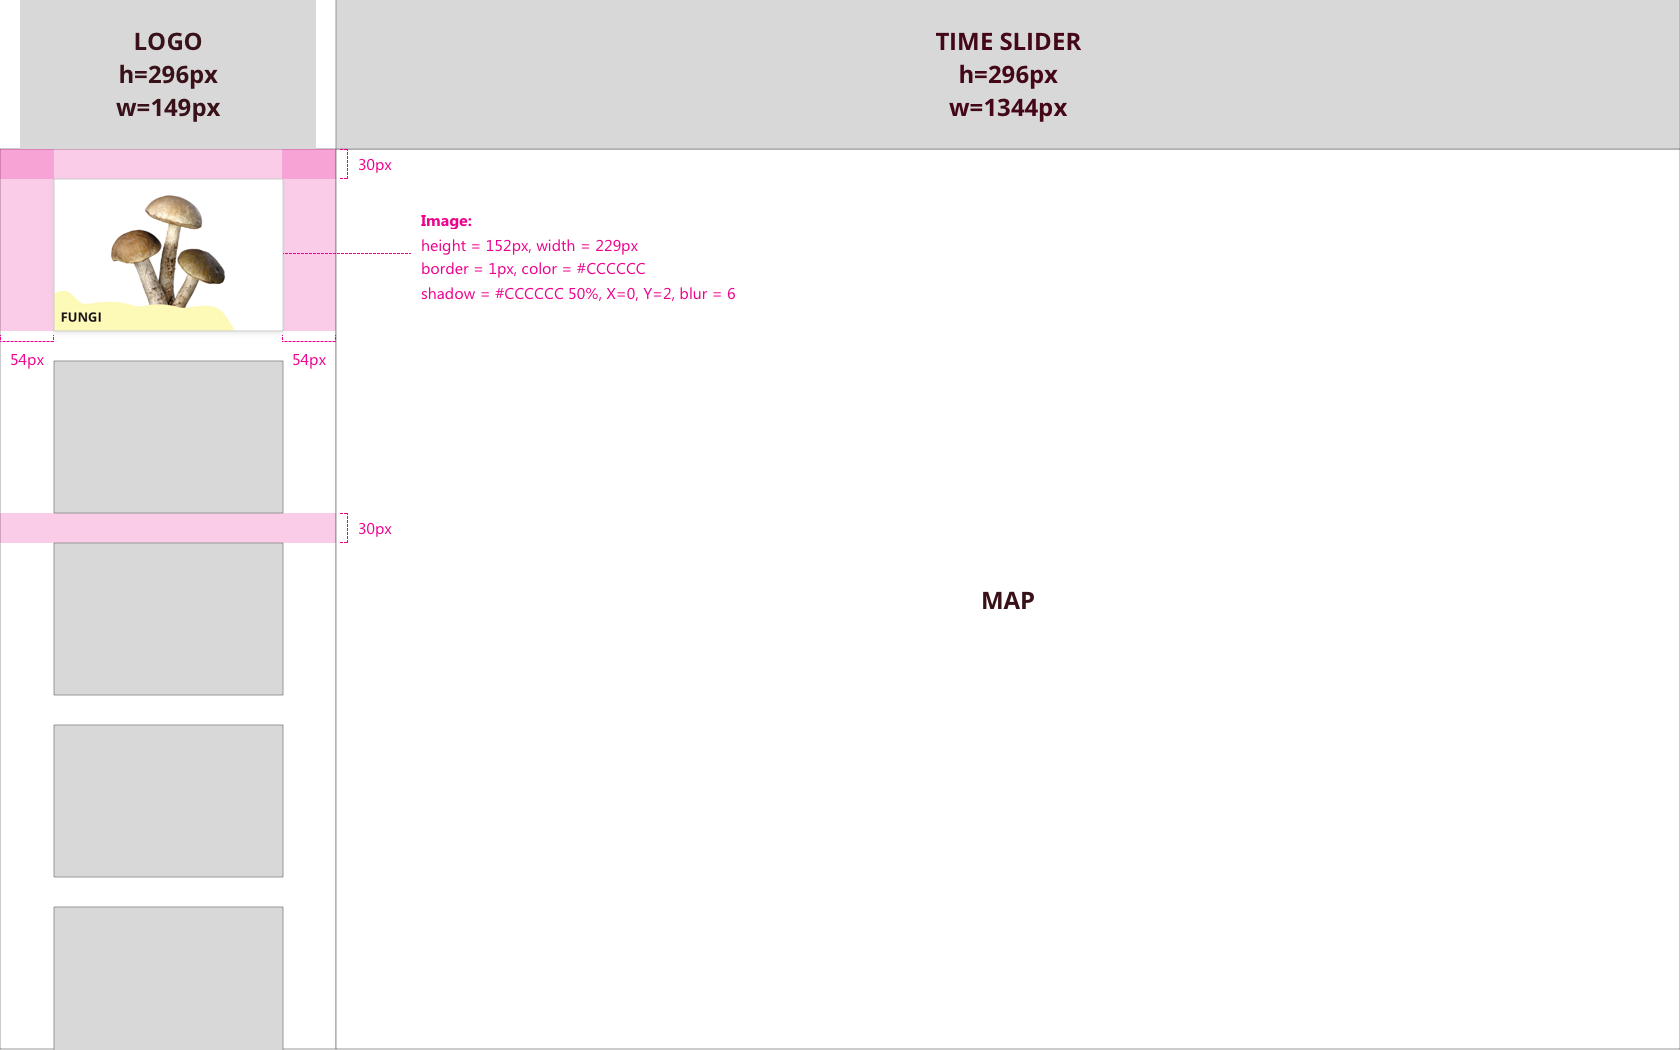 LOGO
h=296px
w=149px
TIME SLIDER
h=296px
w=1344px
30px
Image:
height = 152px, width = 229px
border = 1px, color = #CCCCCC
shadow = #CCCCCC 50%, X=0, Y=2, blur = 6
FUNGI
54px
54px
30px
MAP